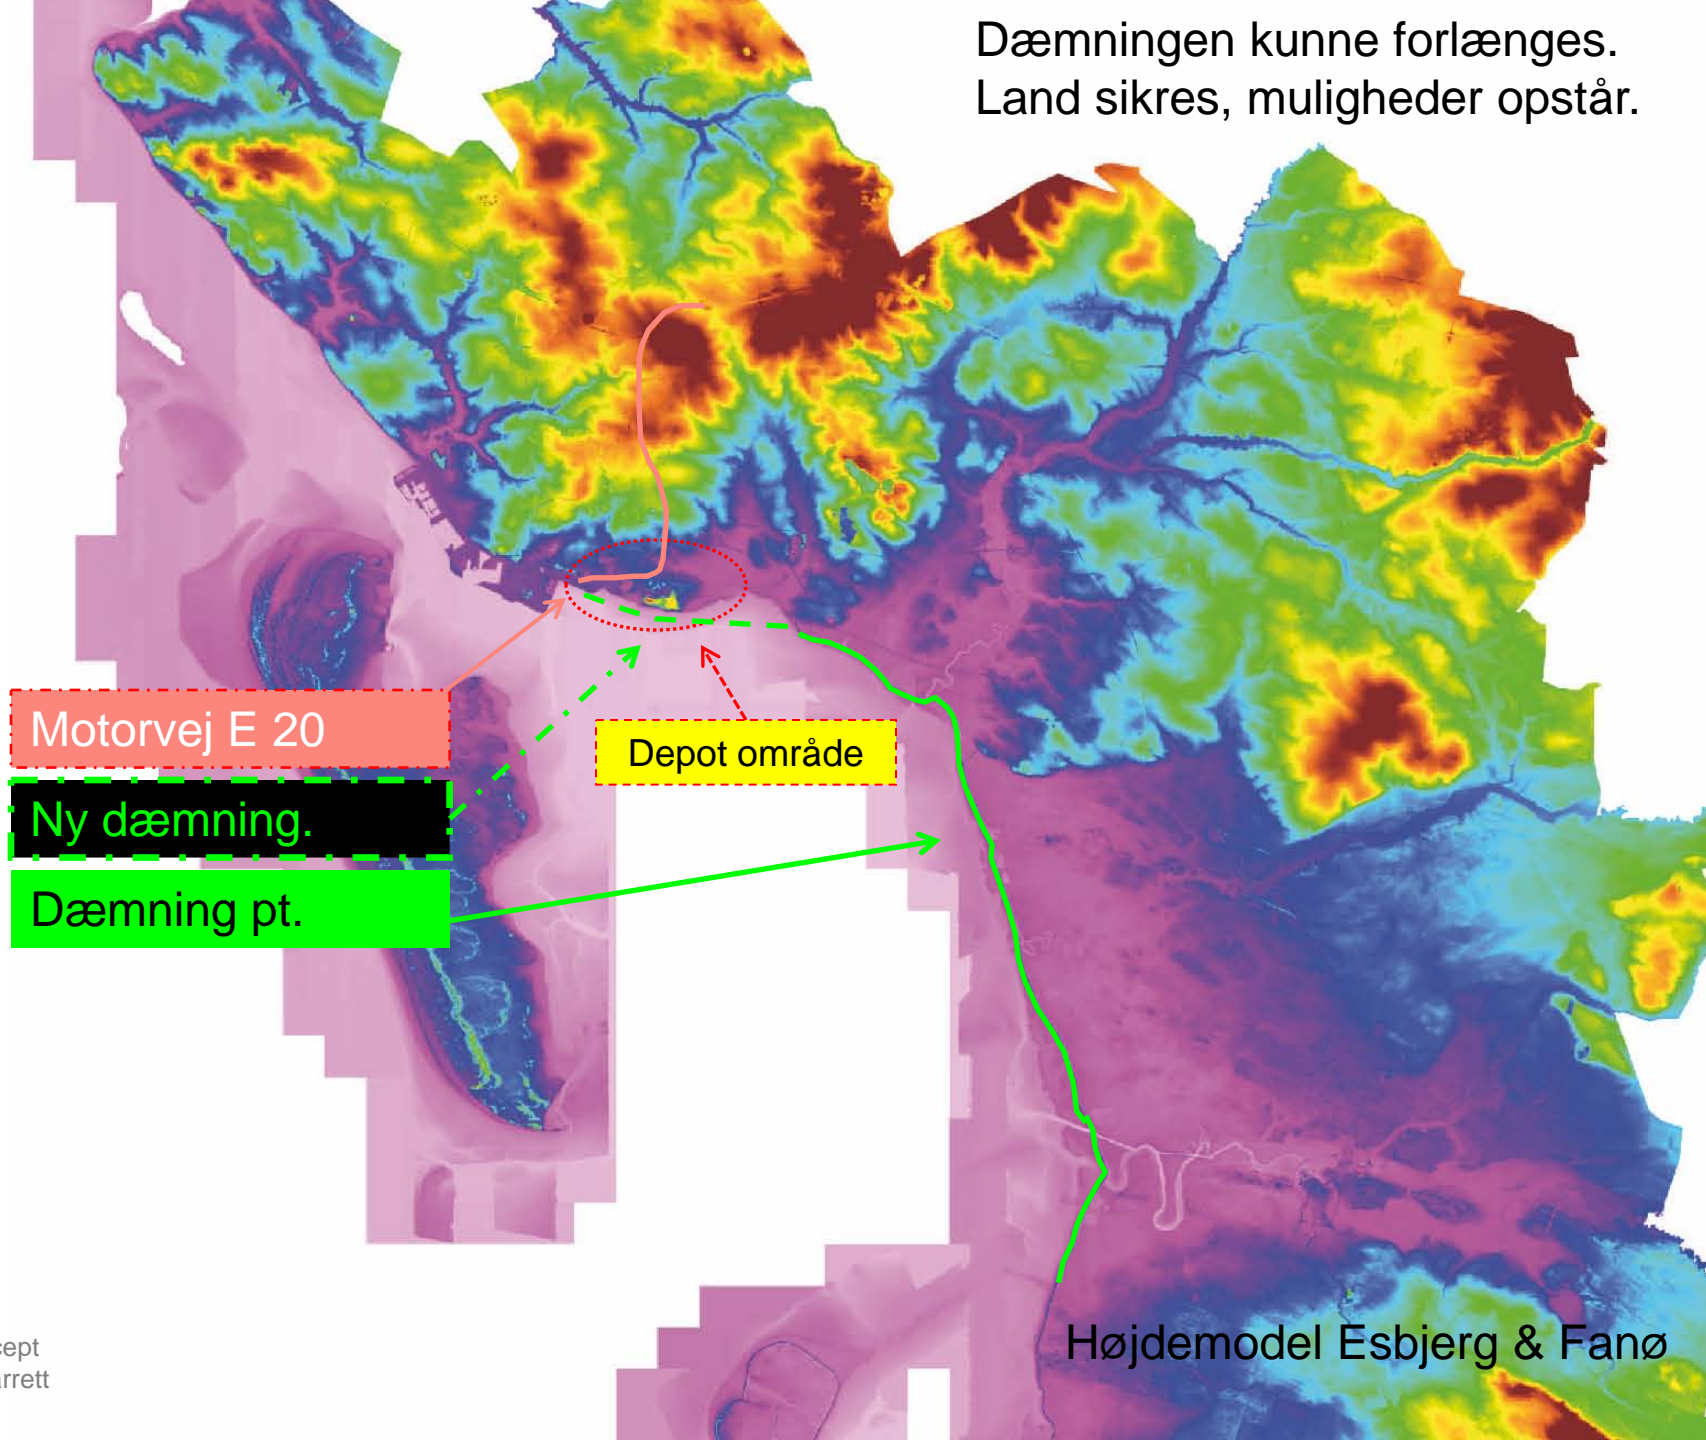 Dæmningen kunne forlænges.
Land sikres, muligheder opstår.
Motorvej E 20
Depot område
Ny dæmning.
Dæmning pt.
Højdemodel Esbjerg & Fanø